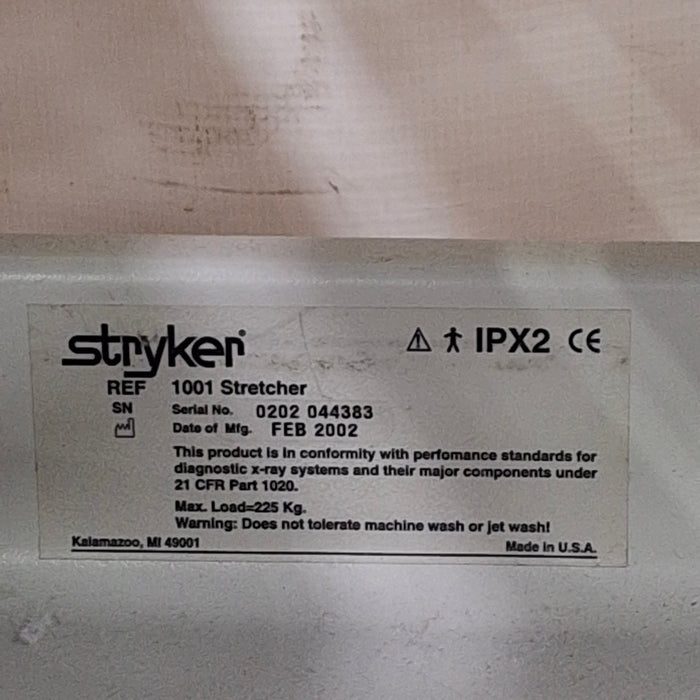 stryker
⚠ IPX2 CE
REF 1001 Stretcher
SN Serial No. 0202 044383
Date of Mfg. FEB 2002
This product is in conformity with perfomance standards for
diagnostic x-ray systems and their major components under
21 CFR Part 1020.
Max. Load=225 Kg.
Warning: Does not tolerate machine wash or jet wash!
Kalamazoo, MI 49001 Made in U.S.A.